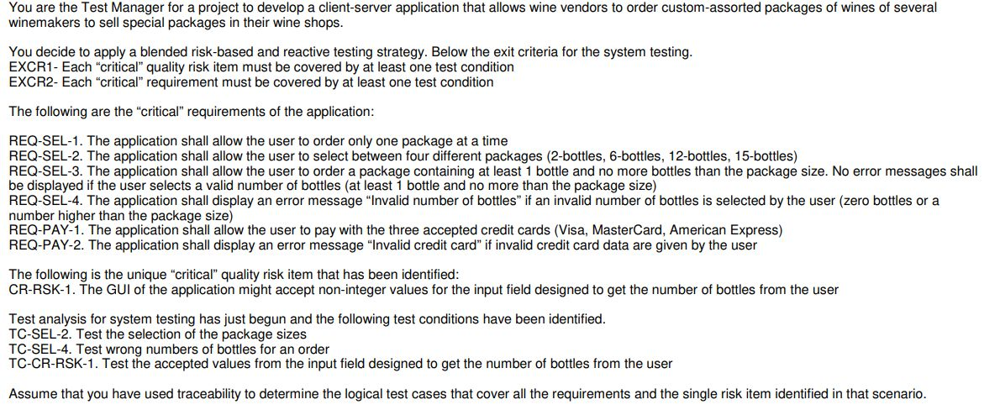 You are the Test Manager for a project to develop a client-server application that allows wine vendors to order custom-assorted packages of wines of several
winemakers to sell special packages in their wine shops.
You decide to apply a blended risk-based and reactive testing strategy. Below the exit criteria for the system testing.
EXCR1- Each “critical” quality risk item must be covered by at least one test condition
EXCR2- Each “critical” requirement must be covered by at least one test condition
The following are the “critical” requirements of the application:
REQ-SEL-1. The application shall allow the user to order only one package at a time
REQ-SEL-2. The application shall allow the user to select between four different packages (2-bottles, 6-bottles, 12-bottles, 15-bottles)
REQ-SEL-3. The application shall allow the user to order a package containing at least 1 bottle and no more bottles than the package size. No error messages shall
be displayed if the user selects a valid number of bottles (at least 1 bottle and no more than the package size)
REQ-SEL-4. The application shall display an error message “Invalid number of bottles” if an invalid number of bottles is selected by the user (zero bottles or a
number higher than the package size)
REQ-PAY-1. The application shall allow the user to pay with the three accepted credit cards (Visa, MasterCard, American Express)
REQ-PAY-2. The application shall display an error message “Invalid credit card” if invalid credit card data are given by the user
The following is the unique “critical” quality risk item that has been identified:
CR-RSK-1. The GUI of the application might accept non-integer values for the input field designed to get the number of bottles from the user
Test analysis for system testing has just begun and the following test conditions have been identified.
TC-SEL-2. Test the selection of the package sizes
TC-SEL-4. Test wrong numbers of bottles for an order
TC-CR-RSK-1. Test the accepted values from the input field designed to get the number of bottles from the user
Assume that you have used traceability to determine the logical test cases that cover all the requirements and the single risk item identified in that scenario.